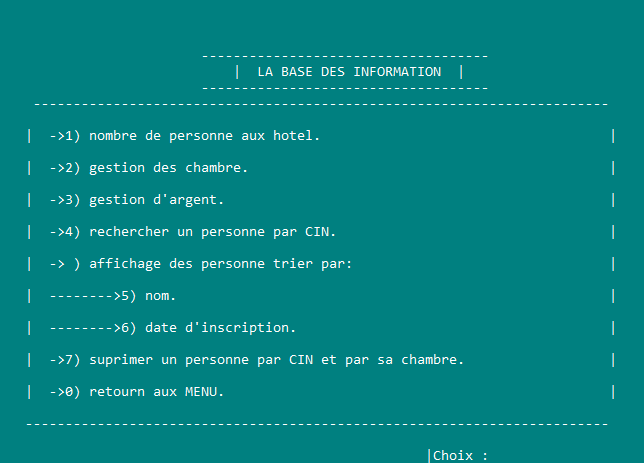 ------------------------------------
| LA BASE DES INFORMATION |
------------------------------------
------------------------------------------------------------------------
| ->1) nombre de personne aux hotel. |
| ->2) gestion des chambre. |
| ->3) gestion d'argent. |
| ->4) rechercher un personne par CIN. |
| -> ) affichage des personne trier par: |
| -------->5) nom. |
| -------->6) date d'inscription. |
| ->7) suprimer un personne par CIN et par sa chambre. |
| ->0) retourn aux MENU. |
-------------------------------------------------------------------------
|Choix :